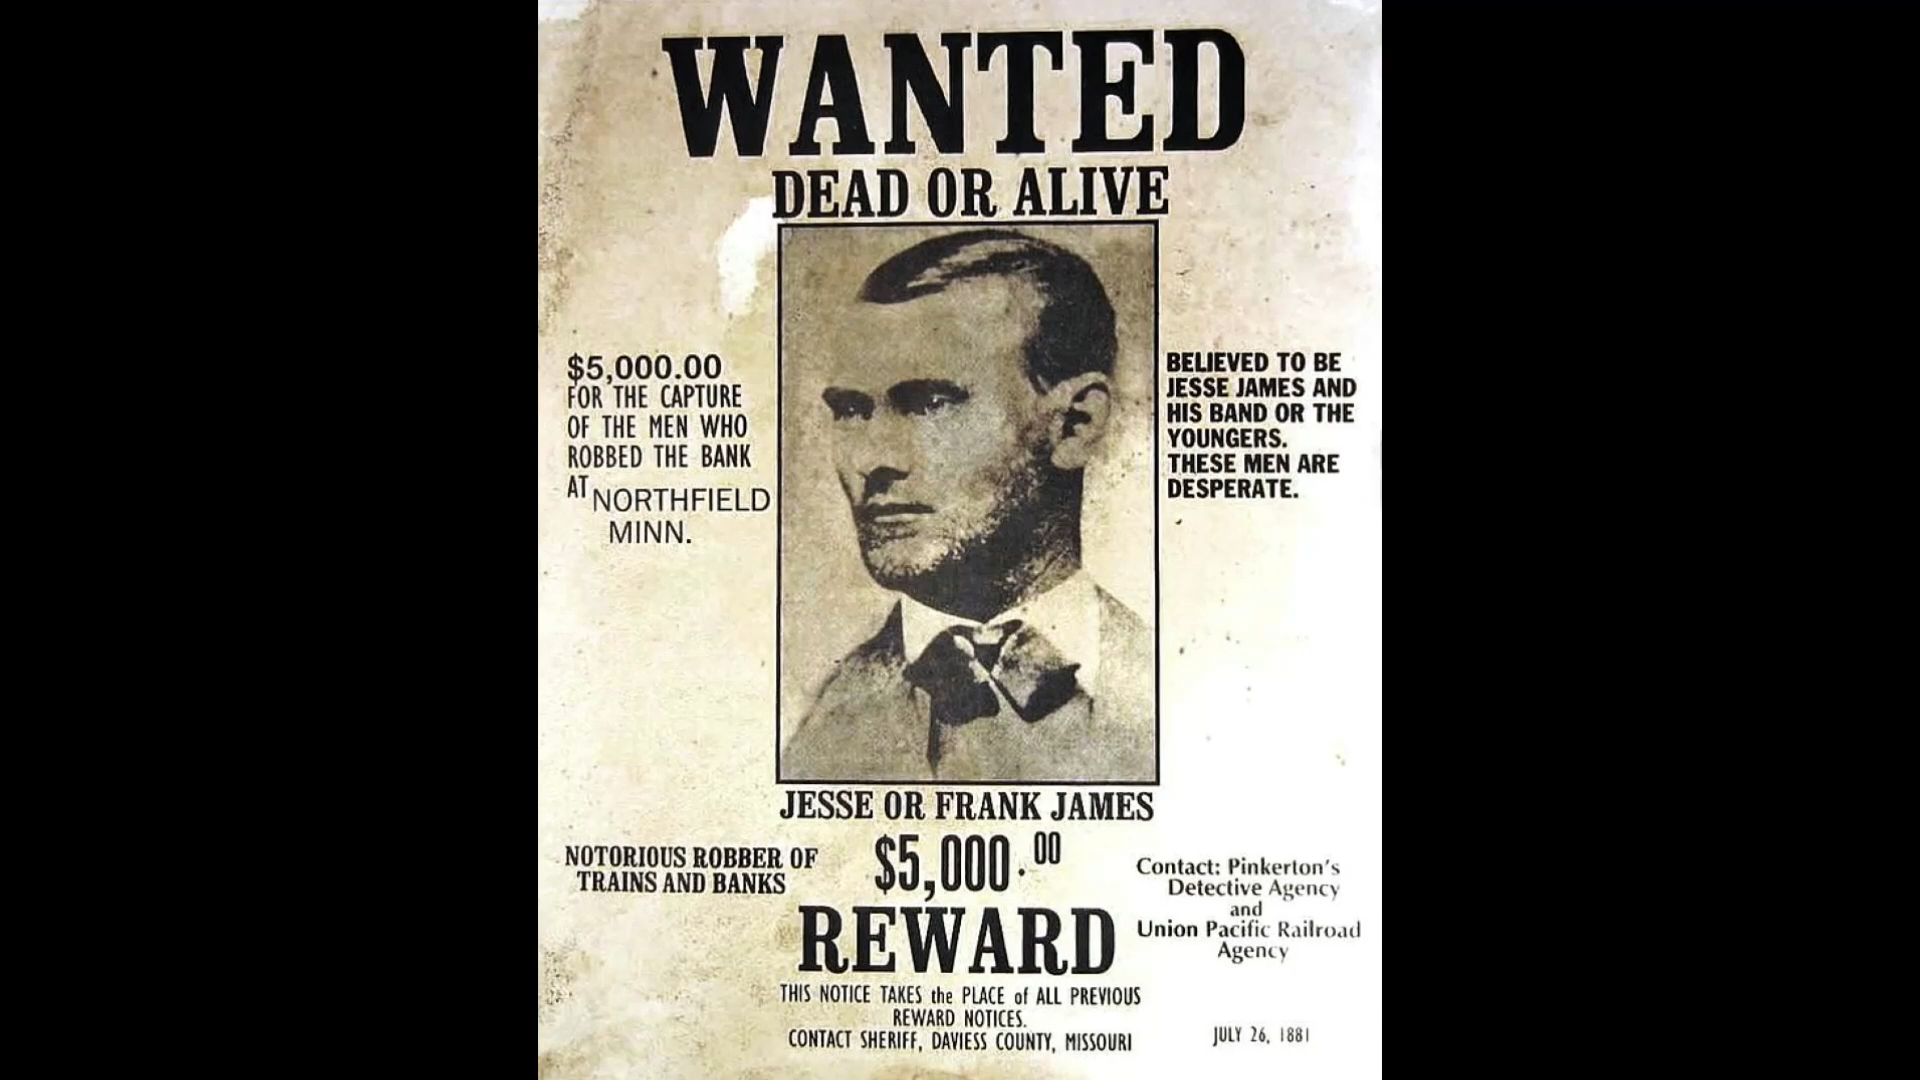 WANTED
DEAD OR ALIVE
$5,000.00
FOR THE CAPTURE
OF THE MEN WHO
ROBBED THE BANK
AT NORTHFIELD
MINN.
BELIEVED TO BE
JESSE JAMES AND
HIS BAND OR THE
YOUNGERS.
THESE MEN ARE
DESPERATE.
JESSE OR FRANK JAMES
NOTORIOUS ROBBER OF
TRAINS AND BANKS
$5,000.00
REWARD
Contact: Pinkerton's
Detective Agency
and
Union Pacific Railroad
Agency
THIS NOTICE TAKES the PLACE of ALL PREVIOUS
REWARD NOTICES.
CONTACT SHERIFF, DAVIESS COUNTY, MISSOURI
JULY 26, 1881